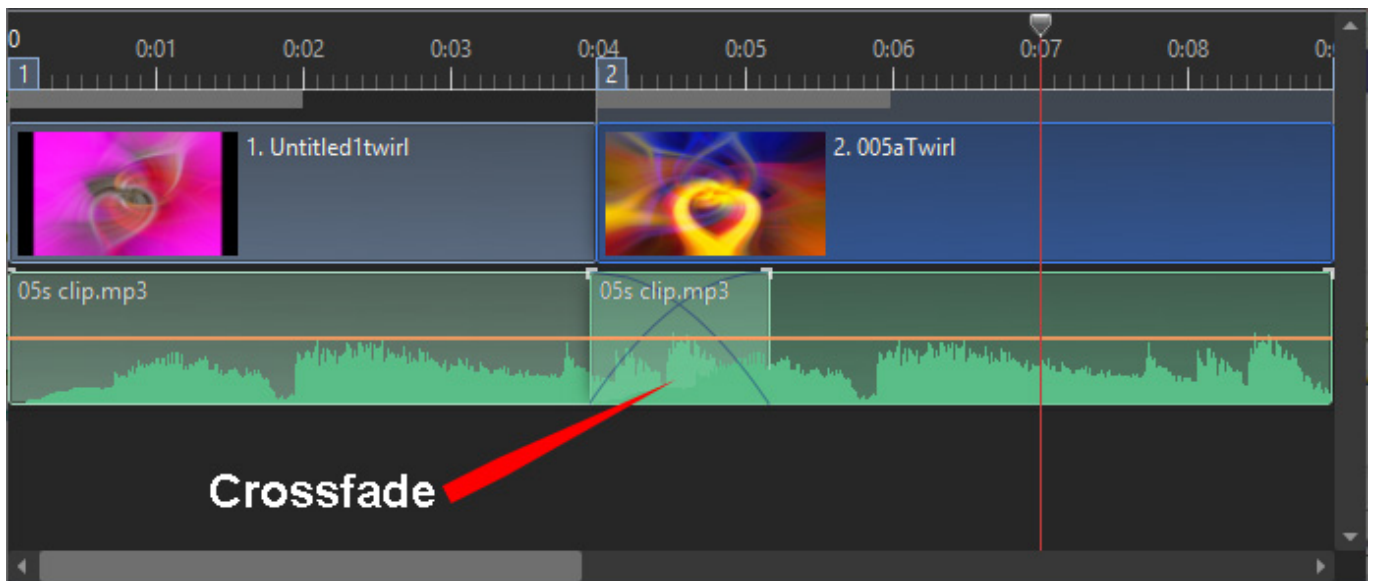 0 0:01 0:02 0:03 0:04 0:05 0:06 0:07 0:08
1 2
1. Untitled1twirl 2. 005aTwirl
05s clip.mp3 05s clip.mp3
Crossfade